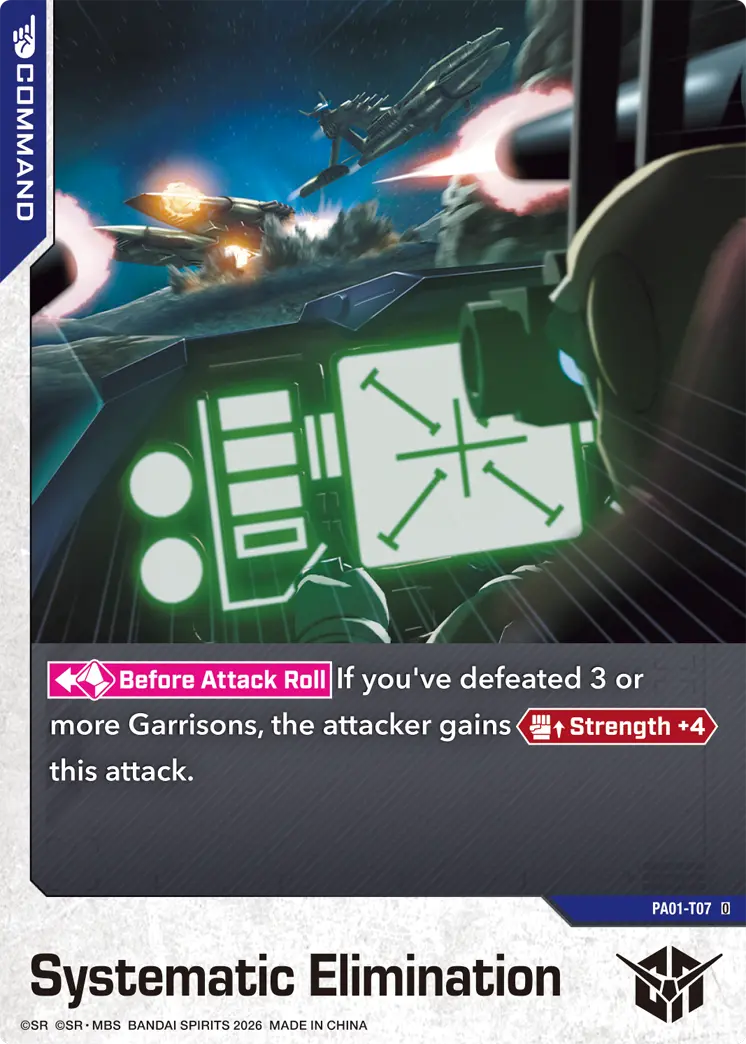 COMMAND
Before Attack Roll If you've defeated 3 or
more Garrisons, the attacker gains Strength +4
this attack.
PA01-T07 0
Systematic Elimination
©SR ©SR・MBS BANDAI SPIRITS 2026 MADE IN CHINA